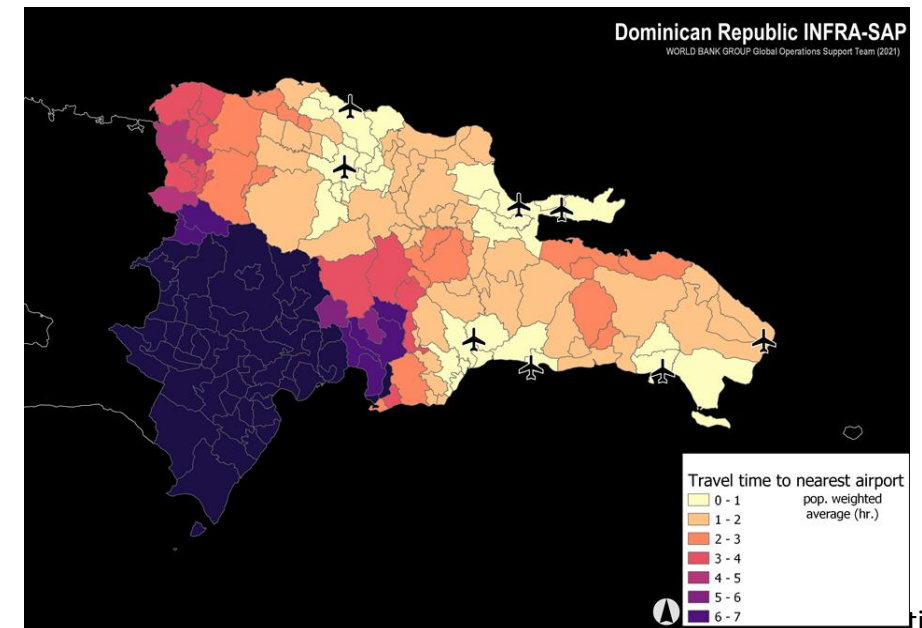 Dominican Republic INFRA-SAP
WORLD BANK GROUP Global Operations Support Team (2021)
Travel time to nearest airport
pop. weighted
average (hr.)
0 - 1
1 - 2
2 - 3
3 - 4
4 - 5
5 - 6
6 - 7